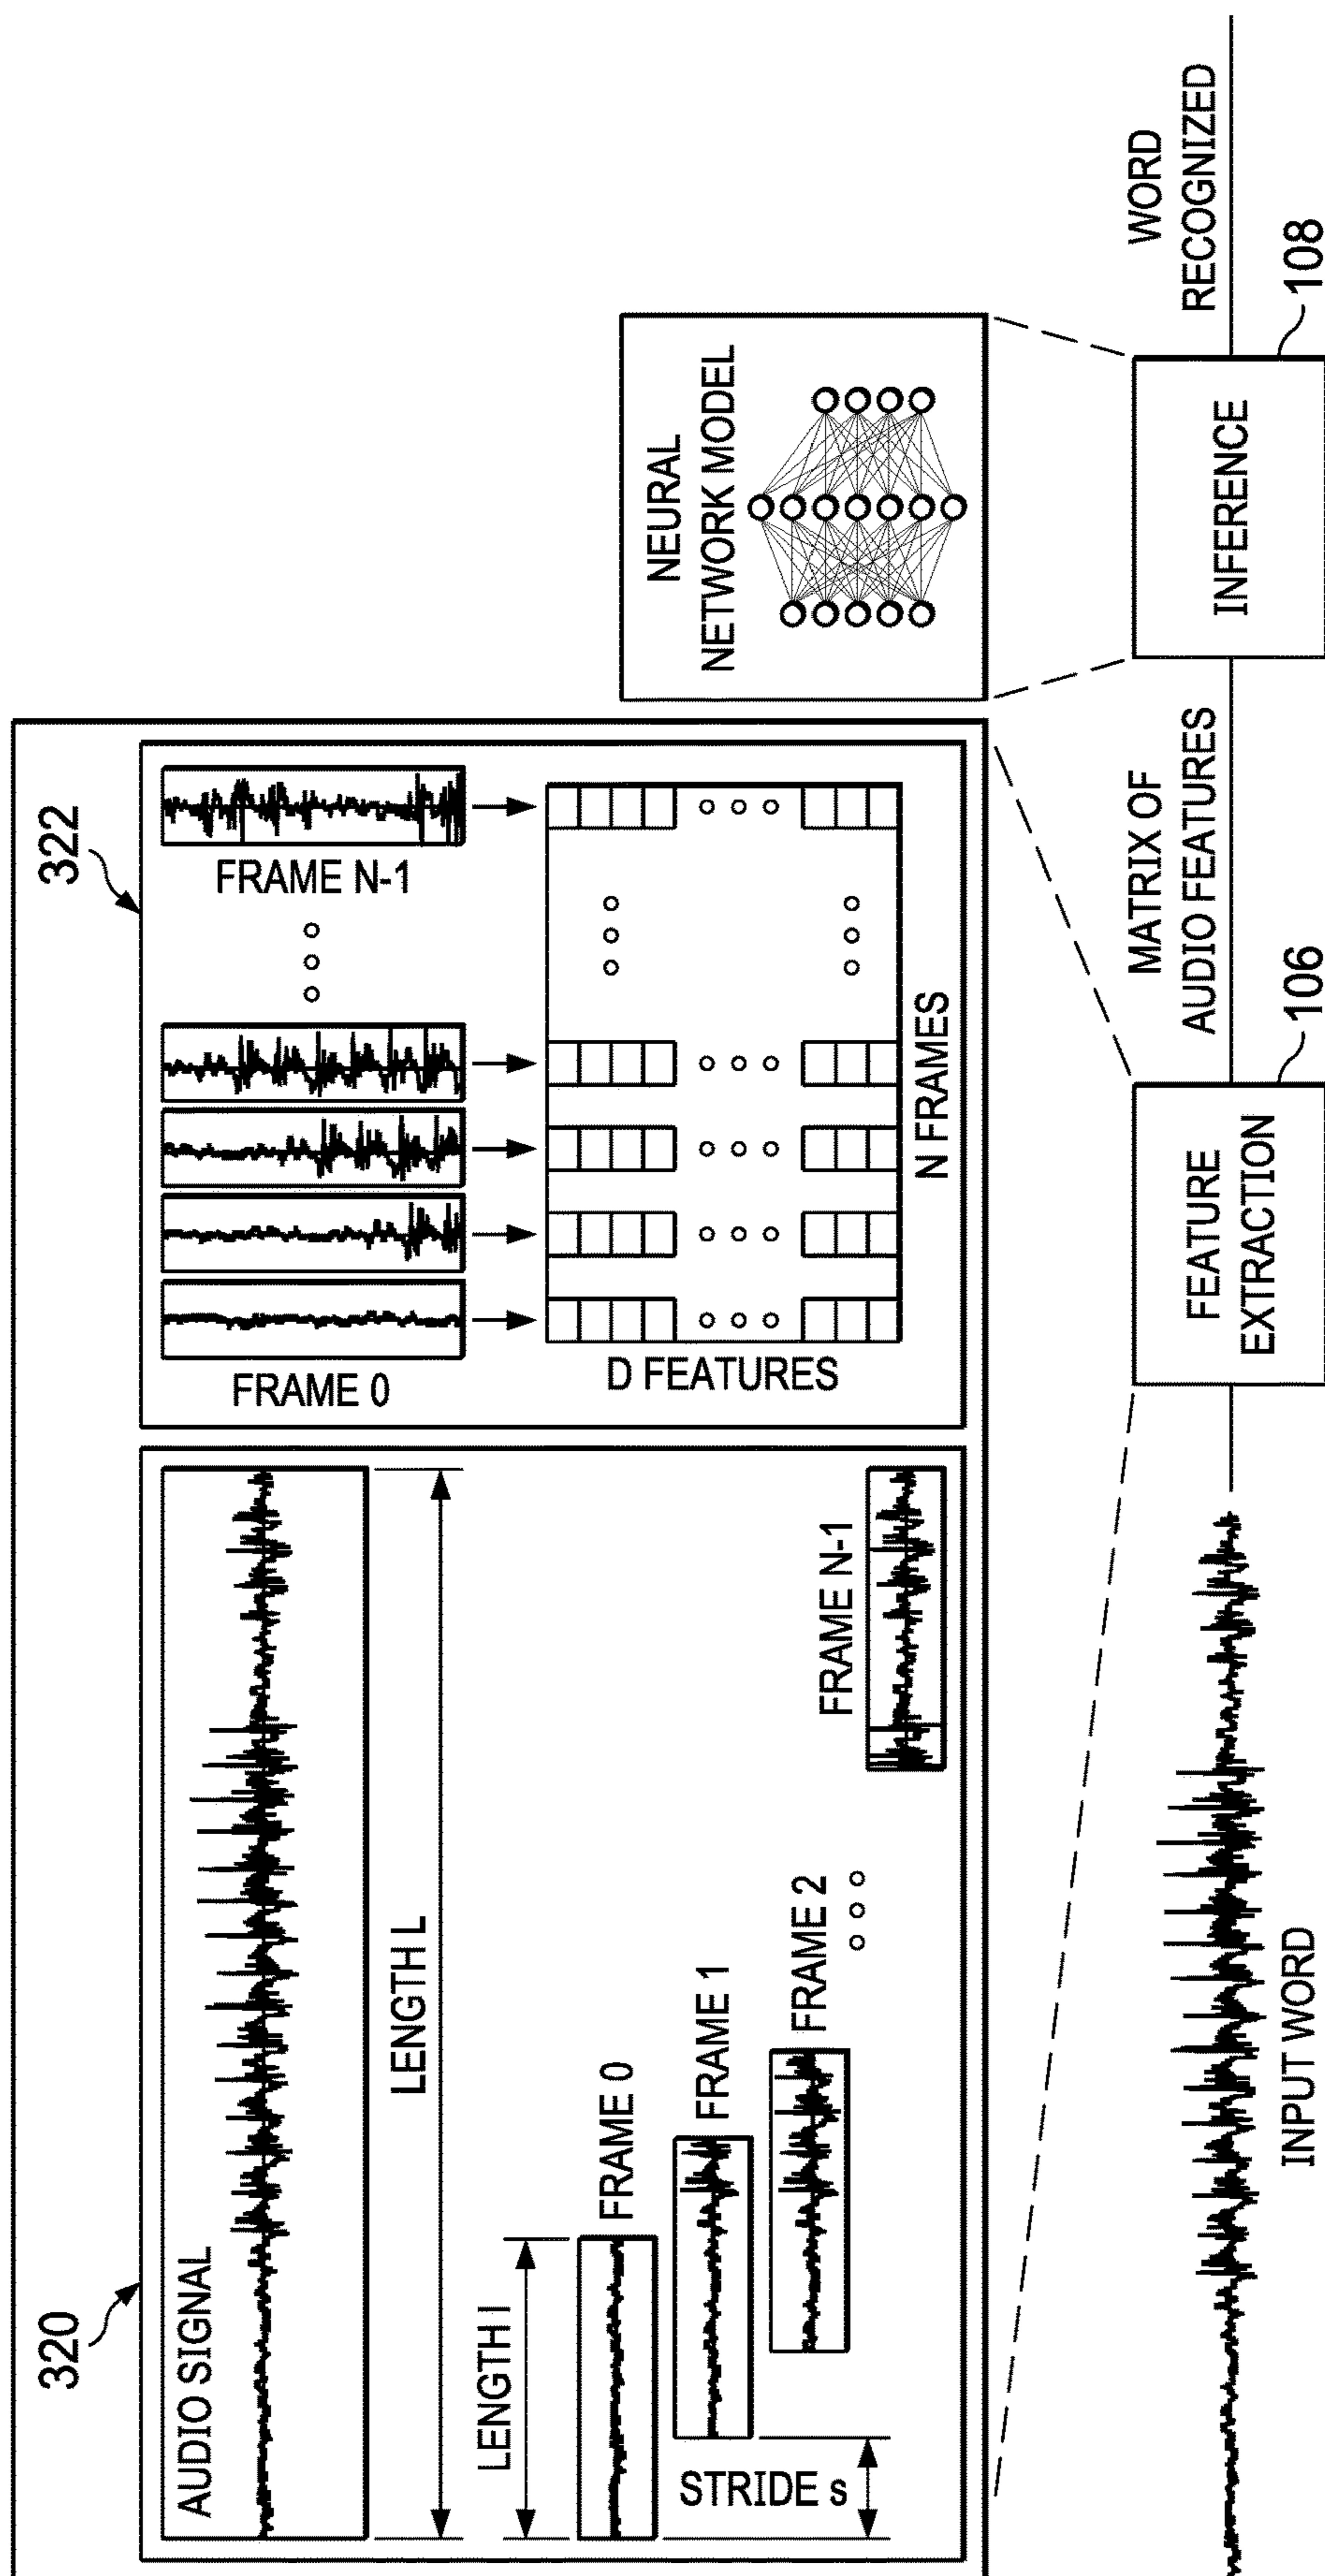 320
AUDIO SIGNAL
LENGTH L
LENGTH l
FRAME 0
FRAME 1
FRAME 2
FRAME N-1
STRIDE s
322
FRAME 0
FRAME N-1
D FEATURES
N FRAMES
NEURAL
NETWORK MODEL
INPUT WORD
FEATURE
EXTRACTION
106
MATRIX OF
AUDIO FEATURES
INFERENCE
108
WORD
RECOGNIZED